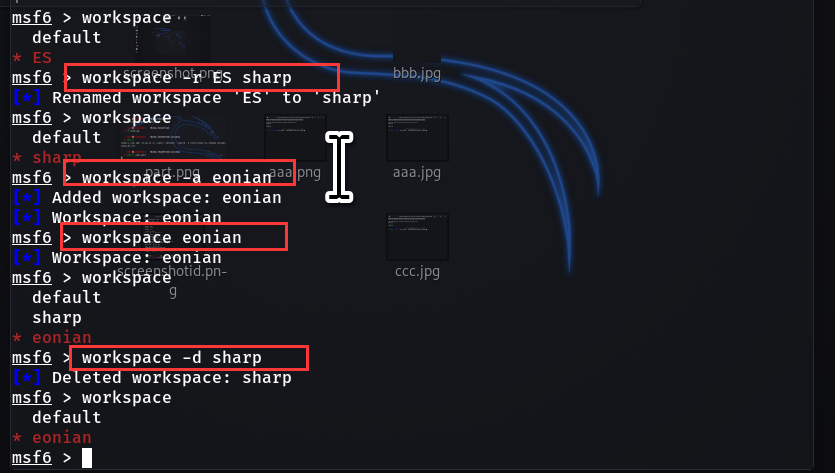 msf6 > workspace
default
* ES
screenshot.png
bbb.jpg
msf6 > workspace -r ES sharp
[*] Renamed workspace 'ES' to 'sharp'
msf6 > workspace
default
* sharp
part.png
aaa.png
aaa.jpg
msf6 > workspace -a eonian
[*] Added workspace: eonian
[*] Workspace: eonian
msf6 > workspace eonian
[*] Workspace: eonian
screenshotid.pn-
g
ccc.jpg
msf6 > workspace
default
sharp
* eonian
msf6 > workspace -d sharp
[*] Deleted workspace: sharp
msf6 > workspace
default
* eonian
msf6 >